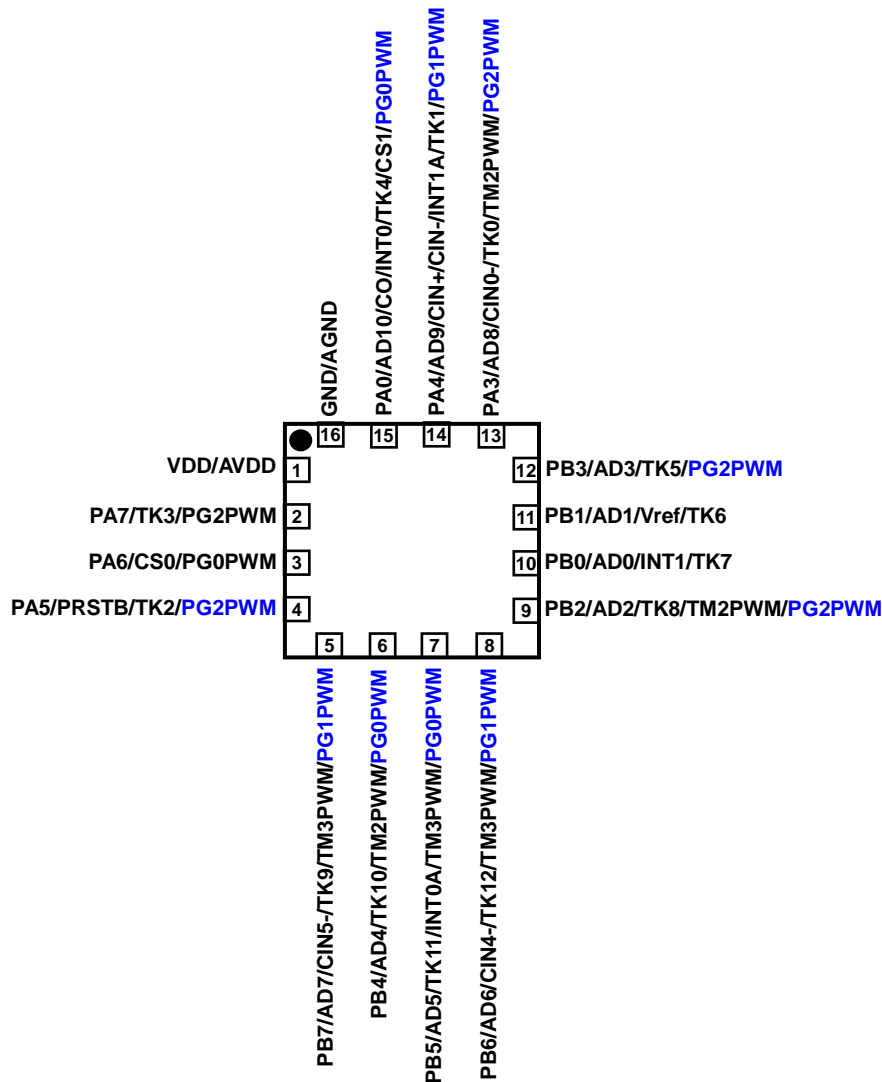 PA0/AD10/CO/INT0/TK4/CS1/PG0PWM
PA4/AD9/CIN+/CIN-/INT1A/TK1/PG1PWM
PA3/AD8/CIN0-/TK0/TM2PWM/PG2PWM
GND/AGND
16
15
14
13
VDD/AVDD
1
12
PB3/AD3/TK5/PG2PWM
PA7/TK3/PG2PWM
2
11
PB1/AD1/Vref/TK6
PA6/CS0/PG0PWM
3
10
PB0/AD0/INT1/TK7
PA5/PRSTB/TK2/PG2PWM
4
9
PB2/AD2/TK8/TM2PWM/PG2PWM
5
6
7
8
PB7/AD7/CIN5-/TK9/TM3PWM/PG1PWM
PB4/AD4/TK10/TM2PWM/PG0PWM
PB5/AD5/TK11/INT0A/TM3PWM/PG0PWM
PB6/AD6/CIN4-/TK12/TM3PWM/PG1PWM